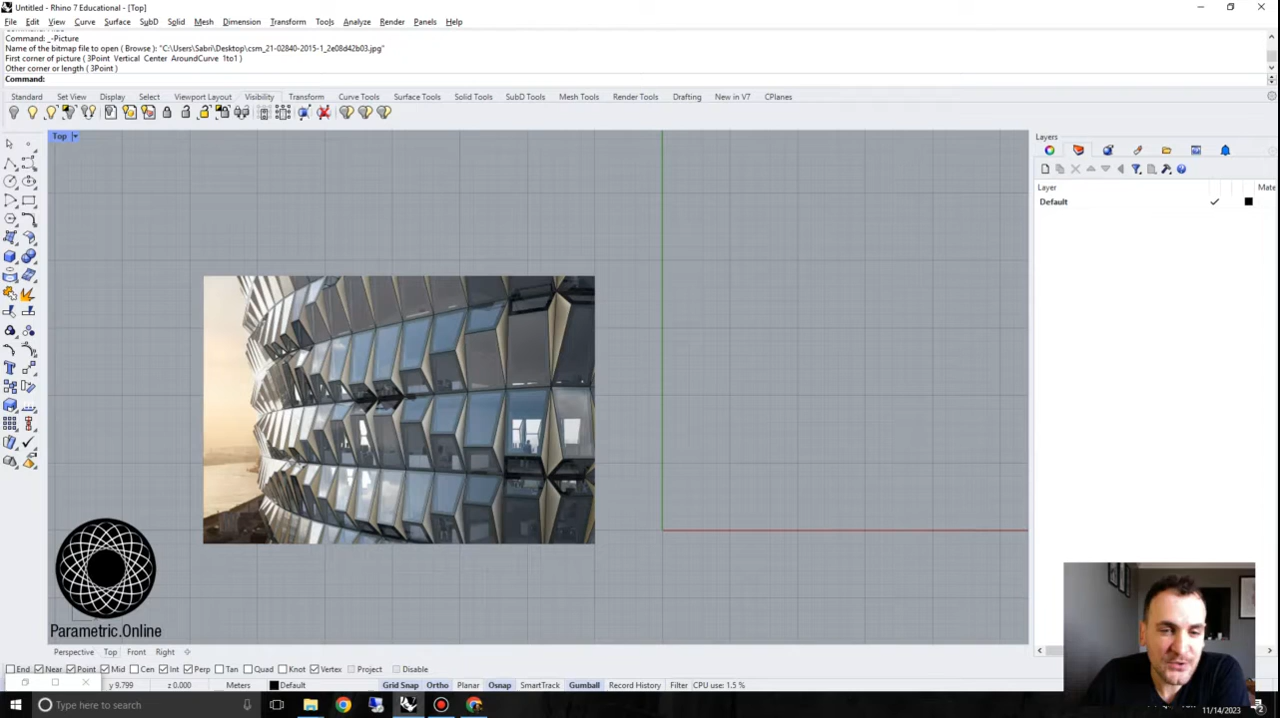 Untitled - Rhino 7 Educational - [Top]
File Edit View Curve Surface SubD Solid Mesh Dimension Transform Tools Analyze Render Panels Help
Command: _-Picture
Name of the bitmap file to open ( Browse ): "C:\Users\Sabri\Desktop\csm_21-02840-2015-1_2e08d42b03.jpg"
First corner of picture ( 3Point Vertical Center AroundCurve 1to1 )
Other corner or length ( 3Point )
Command:
Standard Set View Display Select Viewport Layout Visibility Transform Curve Tools Surface Tools Solid Tools SubD Tools Mesh Tools Render Tools Drafting New in V7 CPlanes
Top
Layers
Layer Mate
Default
Parametric.Online
Perspective Top Front Right
End Near Point Mid Cen Int Perp Tan Quad Knot Vertex Project Disable
y 9.799 z 0.000 Meters Default Grid Snap Ortho Planar Osnap SmartTrack Gumball Record History Filter CPU use: 1.5 %
Type here to search
11/14/2023